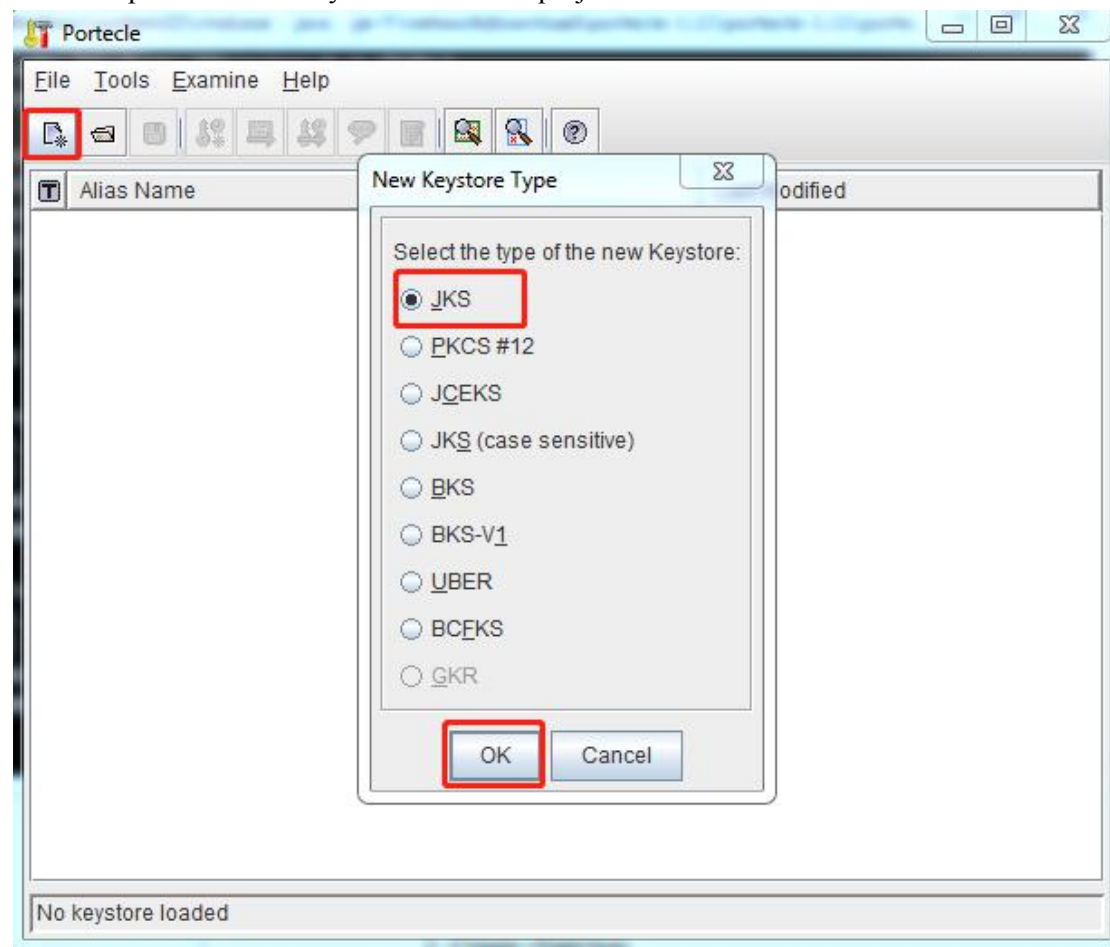 Portecle
File Tools Examine Help
New Keystore Type
Alias Name
odified
Select the type of the new Keystore:
JKS
PKCS #12
JCEKS
JKS (case sensitive)
BKS
BKS-V1
UBER
BCFKS
GKR
OK Cancel
No keystore loaded